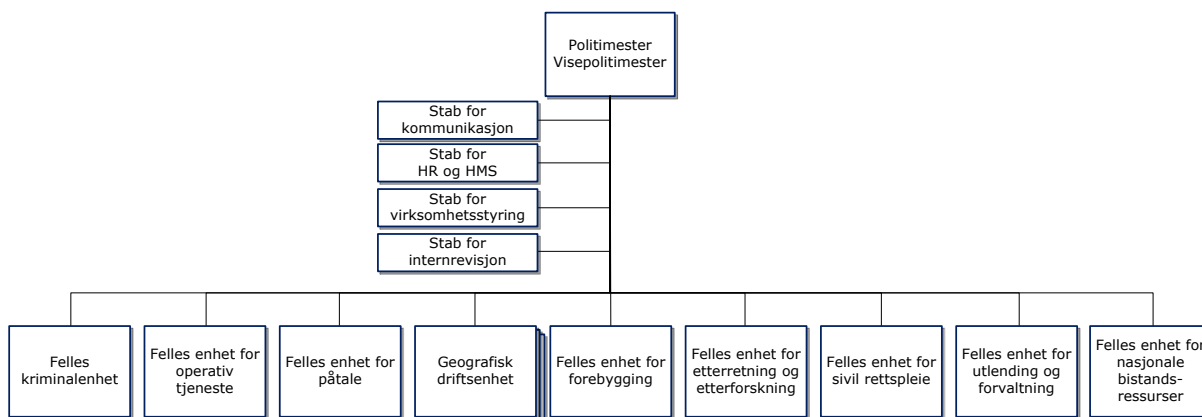 Politimester
Visepolitimester
Stab for
kommunikasjon
Stab for
HR og HMS
Stab for
virksomhetsstyring
Stab for
internrevisjon
Felles
kriminalenhet
Felles enhet for
operativ
tjeneste
Felles enhet for
påtale
Geografisk
driftsenhet
Felles enhet for
forebygging
Felles enhet for
etterretning og
etterforskning
Felles enhet for
sivil rettspleie
Felles enhet for
utlending og
forvaltning
Felles enhet for
nasjonale
bistands-
ressurser